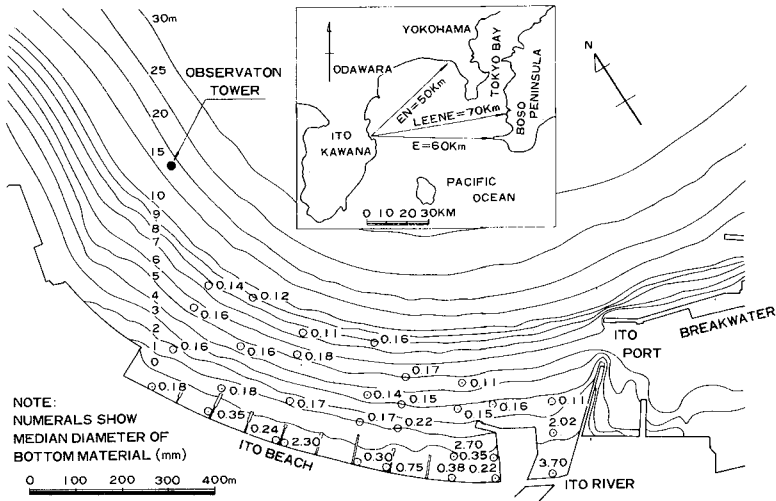 30m
25
20
15
10
9
8
7
6
5
4
3
2
1
0
OBSERVATON
TOWER
YOKOHAMA
TOKYO BAY
BOSO
PENINSULA
ODAWARA
EN=50Km
LEENE=70Km
E=60Km
ITO
KAWANA
PACIFIC
OCEAN
0 10 20 30KM
N
0.14
0.12
0.16
0.11
0.16
0.16
0.16
0.18
0.17
0.11
0.18
0.18
0.17
0.14
0.15
0.15
0.16
0.11
0.35
0.17
0.22
2.02
0.24
2.30
2.70
0.30
0.75
0.35
0.38
0.22
3.70
ITO
PORT
BREAKWATER
ITO BEACH
ITO RIVER
NOTE:
NUMERALS SHOW
MEDIAN DIAMETER OF
BOTTOM MATERIAL (mm)
0 100 200 400m